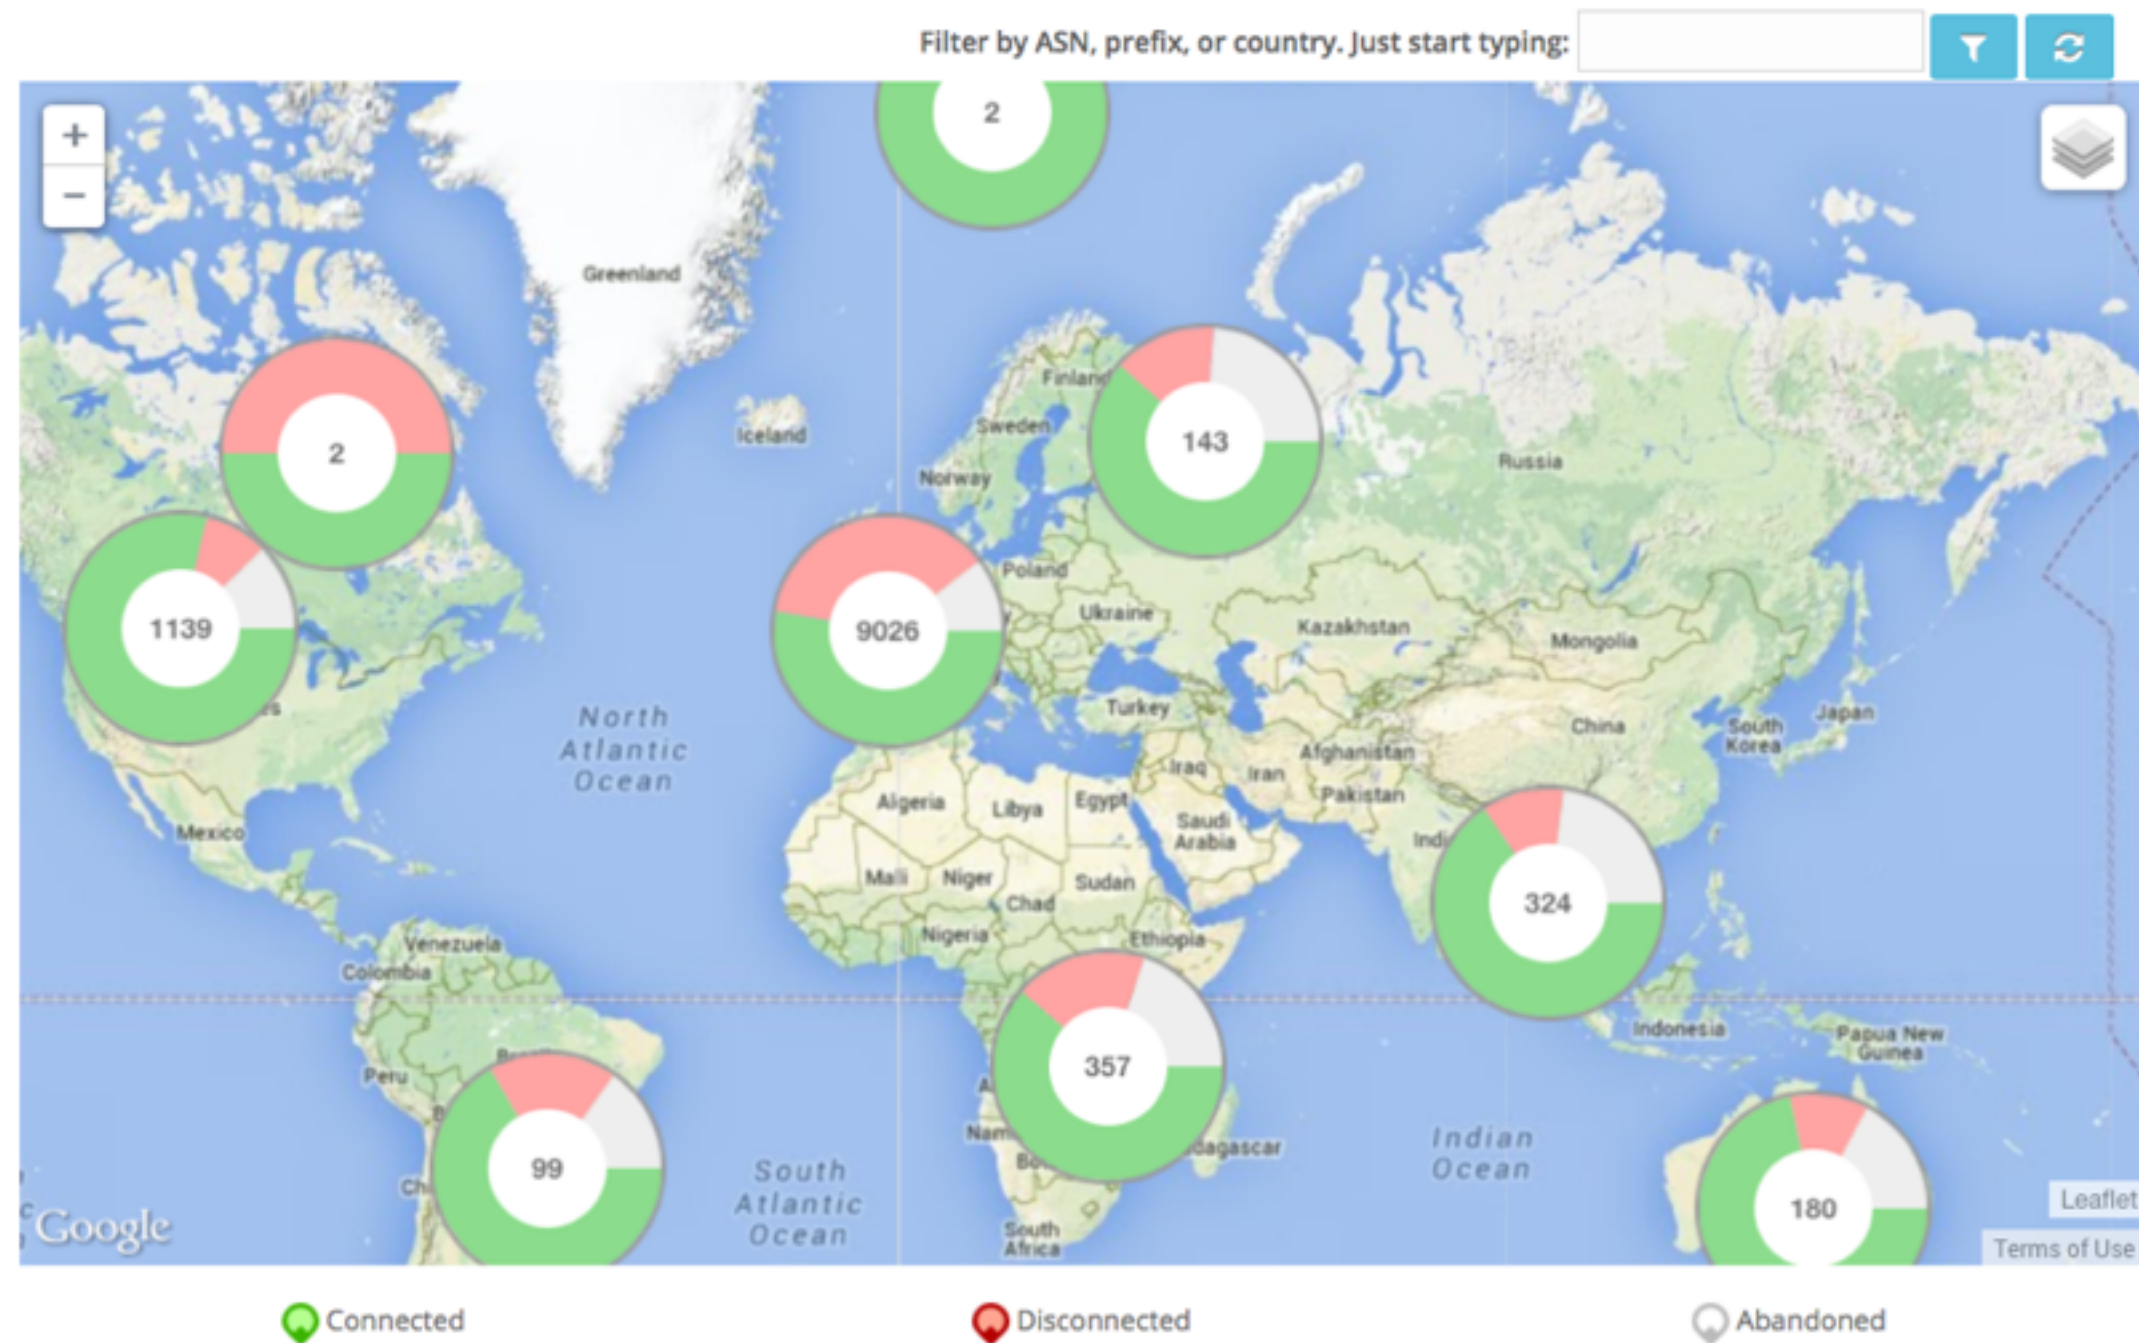 Filter by ASN, prefix, or country. Just start typing:
2
+
−
Greenland
Finland
Iceland
Sweden
143
2
Russia
Norway
Poland
1139
9026
Ukraine
Kazakhstan
Mongolia
North
Atlantic
Ocean
Turkey
China
South
Korea
Japan
Afghanistan
Iraq
Iran
Pakistan
Algeria
Libya
Egypt
Saudi
Arabia
Mexico
Mali
Niger
Sudan
Chad
324
Nigeria
Ethiopia
Venezuela
Colombia
Indonesia
Papua New
Guinea
Peru
357
Indian
Ocean
99
South
Atlantic
Ocean
180
Leaflet
Google
South
Africa
Terms of Use
Connected
Disconnected
Abandoned